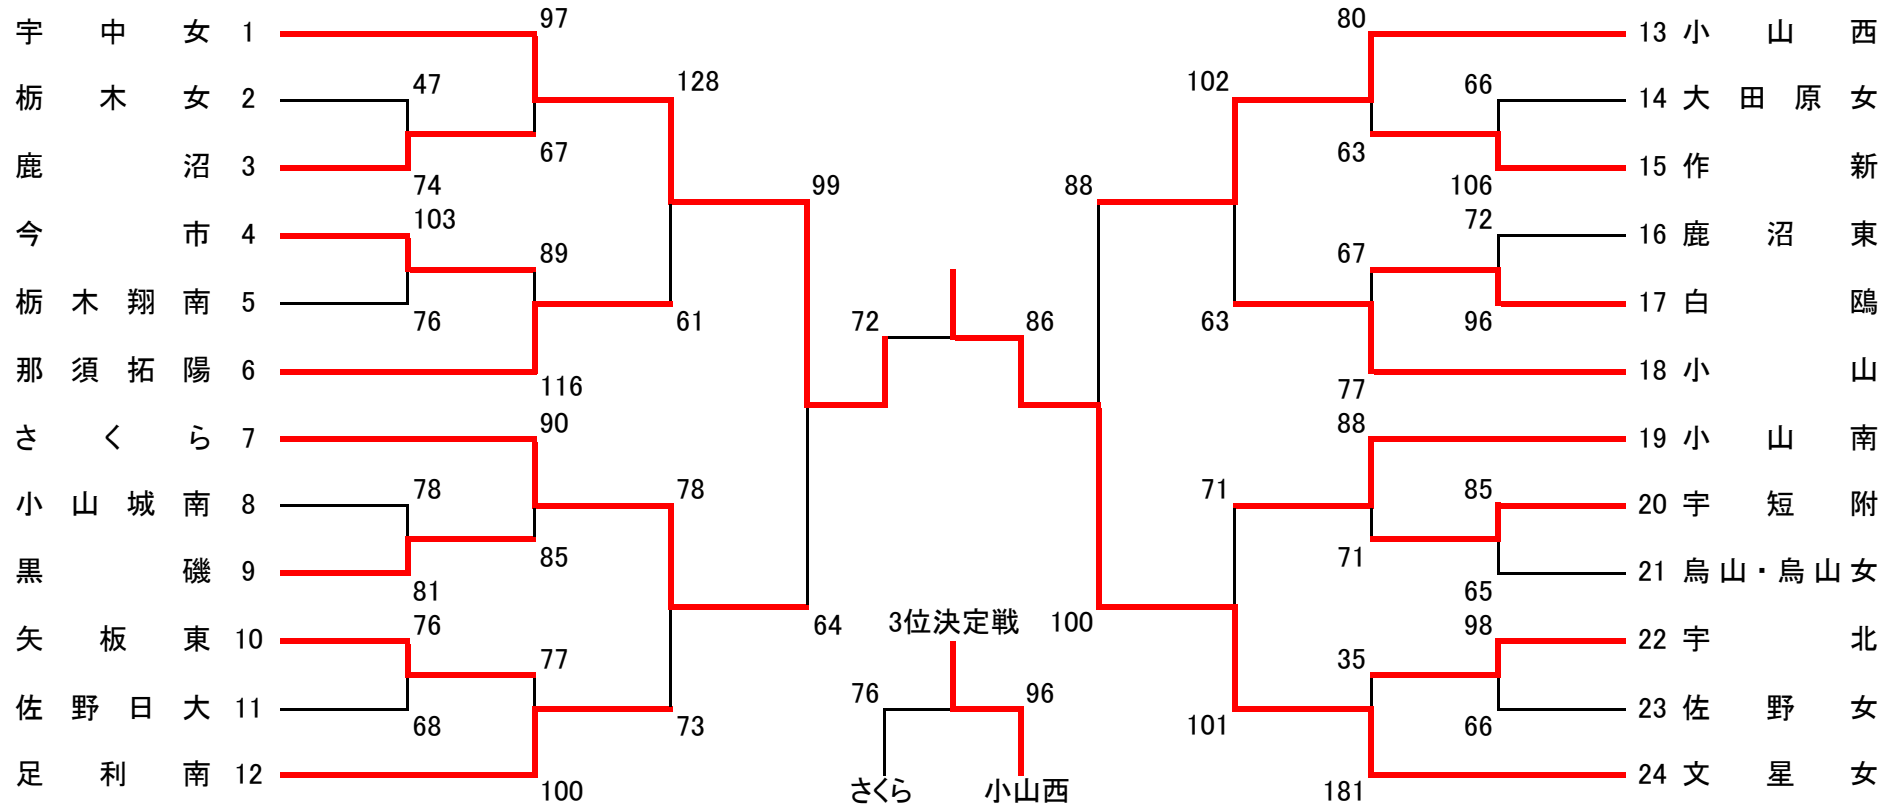 宇中女 1
栃木女 2
鹿沼 3
今市 4
栃木翔南 5
那須拓陽 6
さくら 7
小山城南 8
黒磯 9
矢板東 10
佐野日大 11
足利南 12
97
47
67
74
103
89
76
116
90
78
85
81
76
77
68
100
128
61
78
73
99
64
72
86
3位決定戦
76
96
さくら
小山西
88
100
102
63
71
101
80
66
63
106
72
67
96
77
88
85
71
65
98
35
66
181
13 小山西
14 大田原女
15 作新
16 鹿沼東
17 白鴎
18 小山
19 小山南
20 宇短附
21 烏山・烏山女
22 宇北
23 佐野女
24 文星女